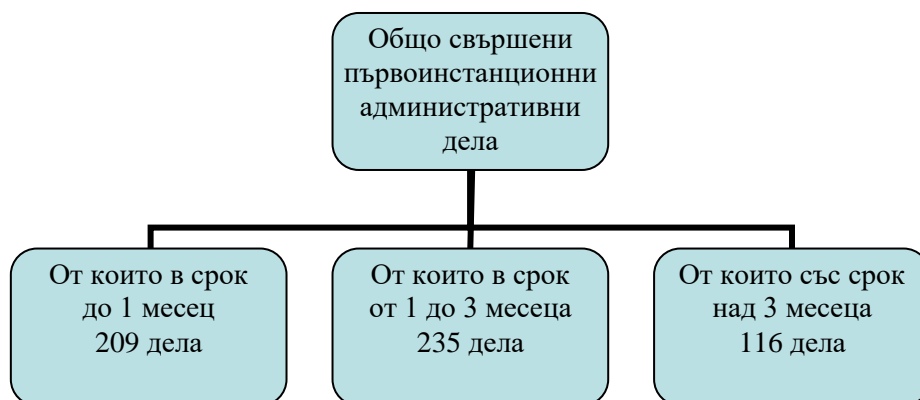 Общо свършени
първоинстанционни
административни
дела
От които в срок
до 1 месец
209 дела
От които в срок
от 1 до 3 месеца
235 дела
От които със срок
над 3 месеца
116 дела